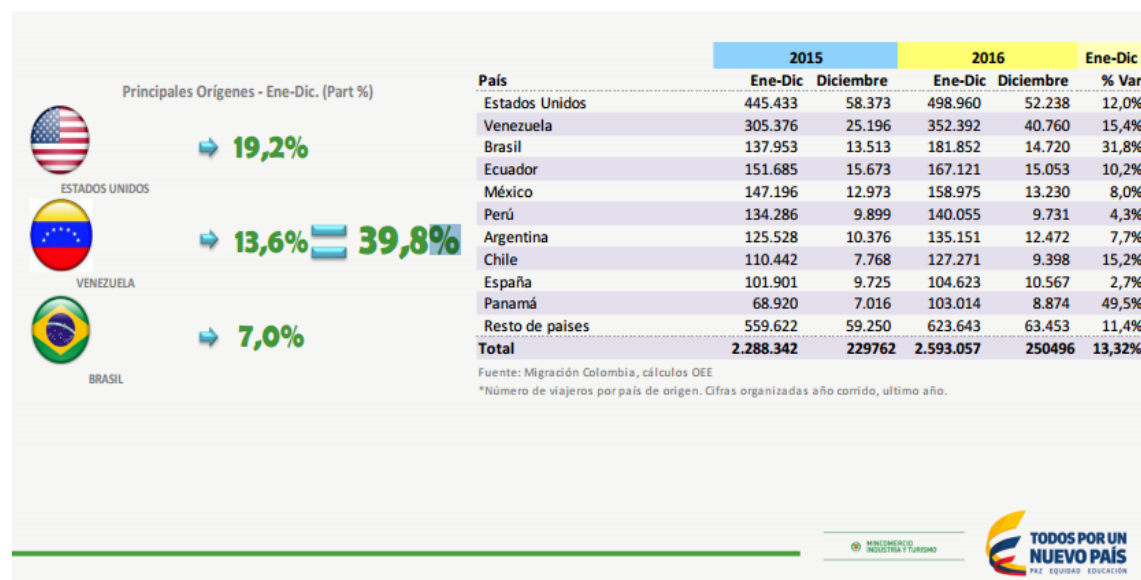 Principales Orígenes - Ene-Dic. (Part %)
19,2%
ESTADOS UNIDOS
13,6%
39,8%
VENEZUELA
7,0%
BRASIL
2015 2016 Ene-Dic
País Ene-Dic Diciembre Ene-Dic Diciembre % Var
Estados Unidos 445.433 58.373 498.960 52.238 12,0%
Venezuela 305.376 25.196 352.392 40.760 15,4%
Brasil 137.953 13.513 181.852 14.720 31,8%
Ecuador 151.685 15.673 167.121 15.053 10,2%
México 147.196 12.973 158.975 13.230 8,0%
Perú 134.286 9.899 140.055 9.731 4,3%
Argentina 125.528 10.376 135.151 12.472 7,7%
Chile 110.442 7.768 127.271 9.398 15,2%
España 101.901 9.725 104.623 10.567 2,7%
Panamá 68.920 7.016 103.014 8.874 49,5%
Resto de paises 559.622 59.250 623.643 63.453 11,4%
Total 2.288.342 229762 2.593.057 250496 13,32%
Fuente: Migración Colombia, cálculos OEE
*Número de viajeros por país de origen. Cifras organizadas año corrido, ultimo año.
MINCOMERCIO
INDUSTRIA Y TURISMO
TODOS POR UN
NUEVO PAÍS
PAZ EQUIDAD EDUCACIÓN